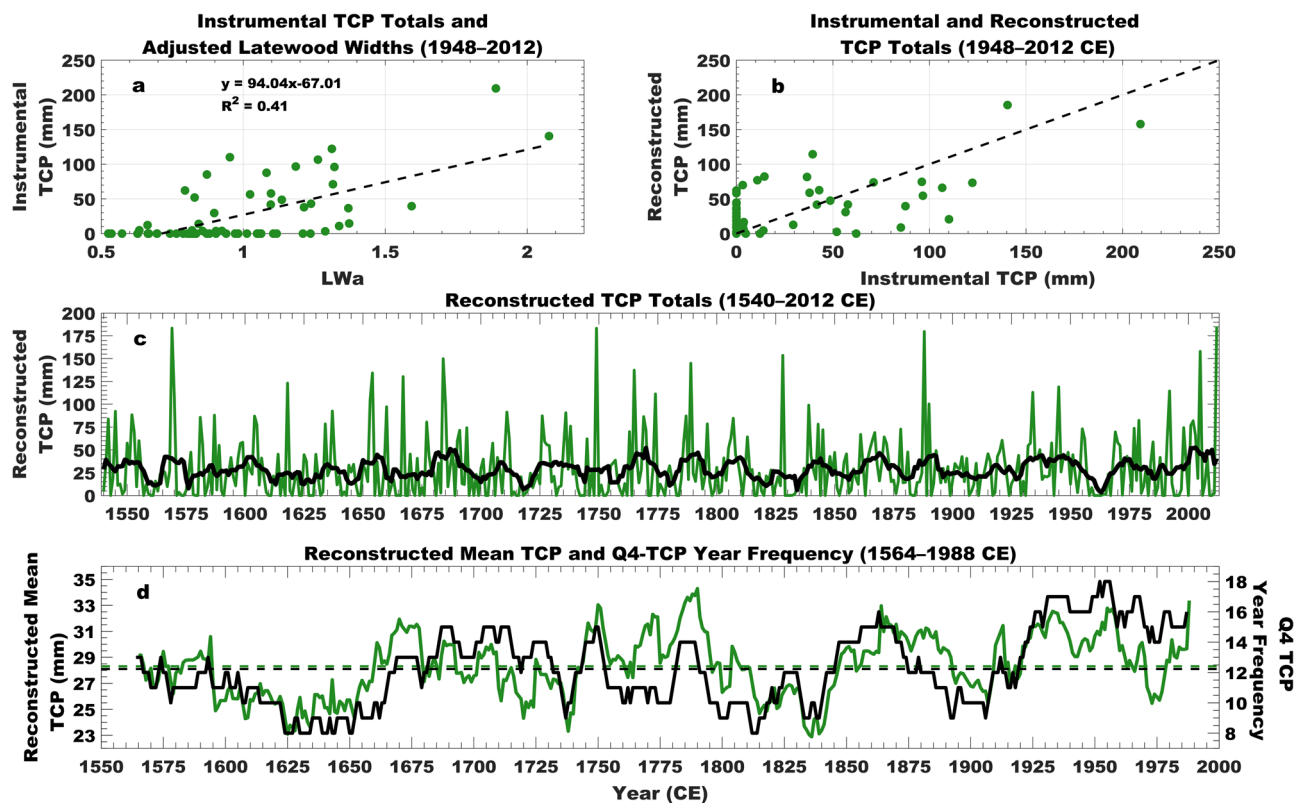 Instrumental TCP Totals and
Adjusted Latewood Widths (1948–2012)
a
y = 94.04x-67.01
R2 = 0.41
Instrumental
TCP (mm)
250
200
150
100
50
0
0.5 1 1.5 2
LWa
Instrumental and Reconstructed
TCP Totals (1948–2012 CE)
b
Reconstructed
TCP (mm)
250
200
150
100
50
0
0 50 100 150 200 250
Instrumental TCP (mm)
Reconstructed TCP Totals (1540–2012 CE)
c
Reconstructed
TCP (mm)
200
175
150
125
100
75
50
25
0
1550 1575 1600 1625 1650 1675 1700 1725 1750 1775 1800 1825 1850 1875 1900 1925 1950 1975 2000
Reconstructed Mean TCP and Q4-TCP Year Frequency (1564–1988 CE)
d
Reconstructed Mean
TCP (mm)
35
33
31
29
27
25
23
18
16
14
12
10
8
Q4 TCP
Year Frequency
1550 1575 1600 1625 1650 1675 1700 1725 1750 1775 1800 1825 1850 1875 1900 1925 1950 1975 2000
Year (CE)